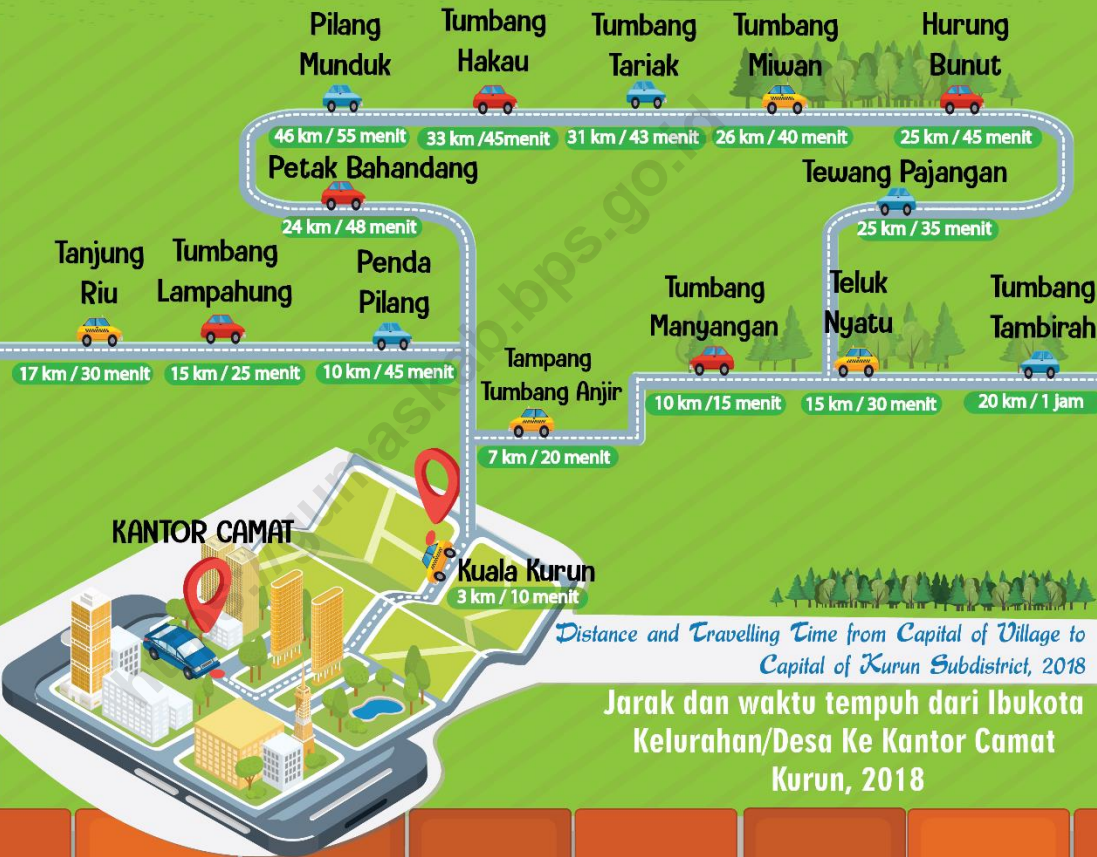 Pilang
Munduk
46 km / 55 menit
Tumbang
Hakau
33 km /45menit
Tumbang
Tariak
31 km / 43 menit
Tumbang
Miwan
26 km / 40 menit
Hurung
Bunut
25 km / 45 menit
Petak Bahandang
24 km / 48 menit
Tewang Pajangan
25 km / 35 menit
Tanjung
Riu
17 km / 30 menit
Tumbang
Lampahung
15 km / 25 menit
Penda
Pilang
10 km / 45 menit
Tumbang
Manyangan
10 km /15 menit
Teluk
Nyatu
15 km / 30 menit
Tumbang
Tambirah
20 km / 1 jam
Tampang
Tumbang Anjir
7 km / 20 menit
KANTOR CAMAT
Kuala Kurun
3 km / 10 menit
Distance and Travelling Time from Capital of Village to
Capital of Kurun Subdistrict, 2018
Jarak dan waktu tempuh dari Ibukota
Kelurahan/Desa Ke Kantor Camat
Kurun, 2018